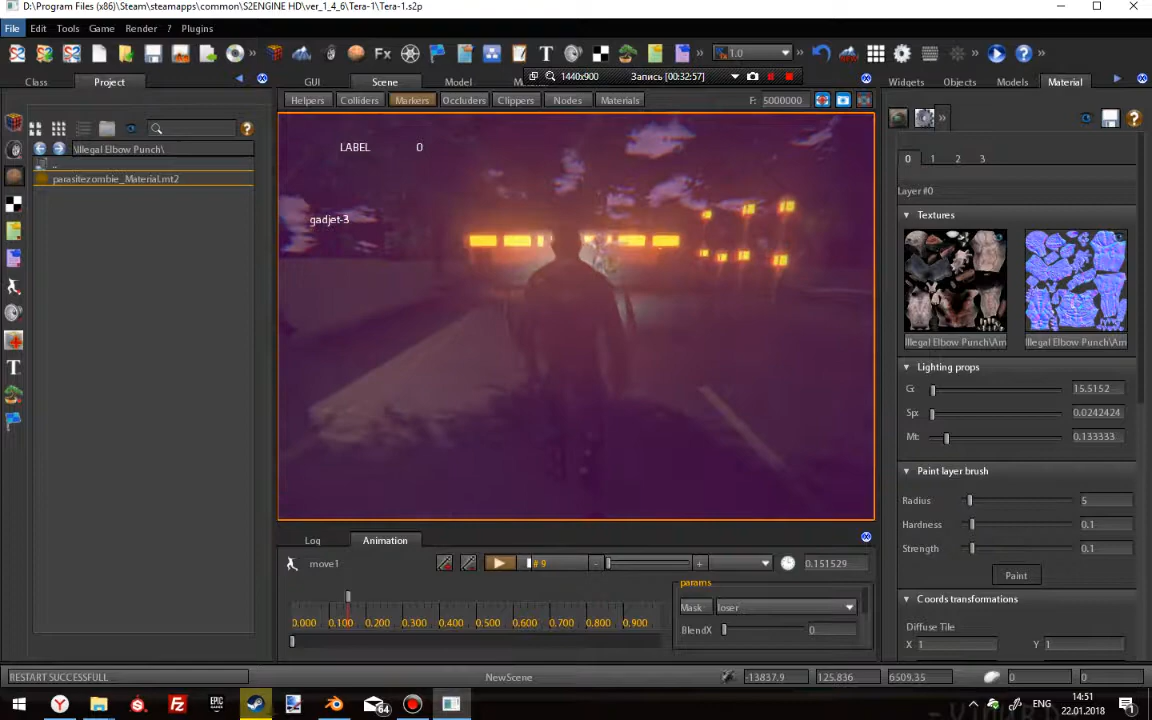 D:\Program Files (x86)\Steam\steamapps\common\S2ENGINE HD\ver_1_4_6\Tera-1\Tera-1.s2p
File Edit Tools Game Render ? Plugins
Fx T 1.0
1440x900 Запись [00:32:57]
Class Project
GUI Scene Model
Widgets Objects Models Material
Helpers Colliders Markers Occluders Clippers Nodes Materials F: 5000000
\Illegal Elbow Punch\
..
parasitezombie_Material.mt2
LABEL 0
gadjet-3
0 1 2 3
Layer #0
Textures
Illegal Elbow Punch\Am Illegal Elbow Punch\Am
Lighting props
G: 15.5152
Sp: 0.0242424
Mt: 0.133333
Paint layer brush
Radius 5
Hardness 0.1
Strength 0.1
Paint
Coords transformations
Diffuse Tile
X 1 Y 1
Log Animation
move1 # 9 - + 0.151529
params
Mask loser
BlendX 0
0.000 0.100 0.200 0.300 0.400 0.500 0.600 0.700 0.800 0.900
RESTART SUCCESSFULL NewScene -13837.9 125.836 6509.35 0 0
EPIC 64 ENG
14:51
22.01.2018
1